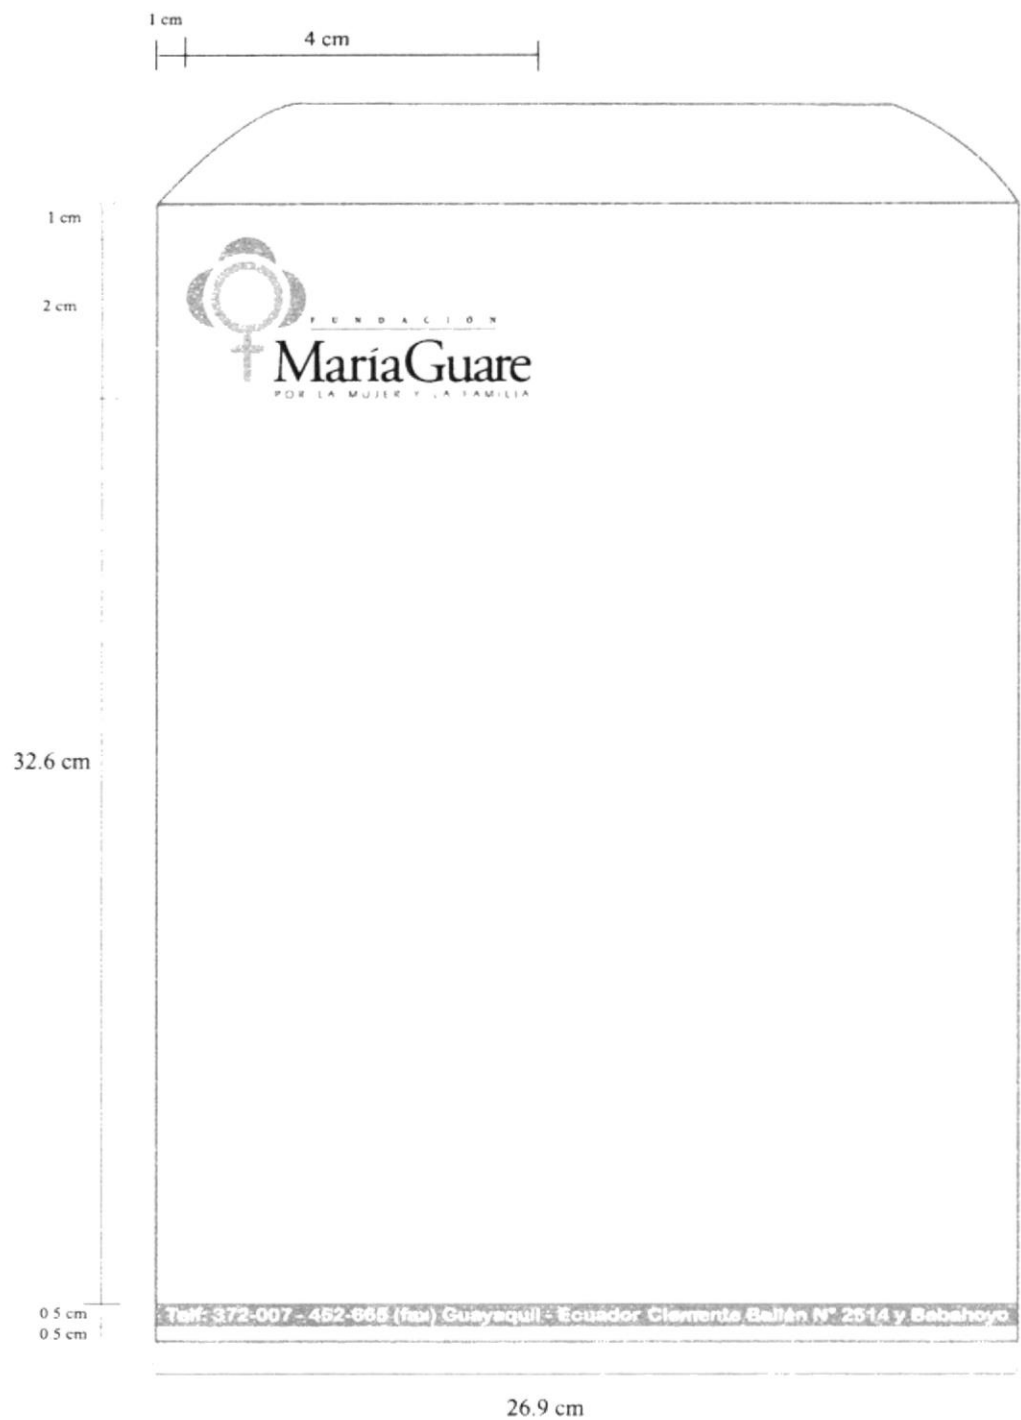 1 cm
4 cm
1 cm
2 cm
FUNDACIÓN
MaríaGuare
POR LA MUJER Y LA FAMILIA
32.6 cm
0 5 cm
Telf: 372-007 - 452-665 (fax) Guayaquil - Ecuador Clemente Ballén N° 2514 y Babahoyo
0 5 cm
26.9 cm